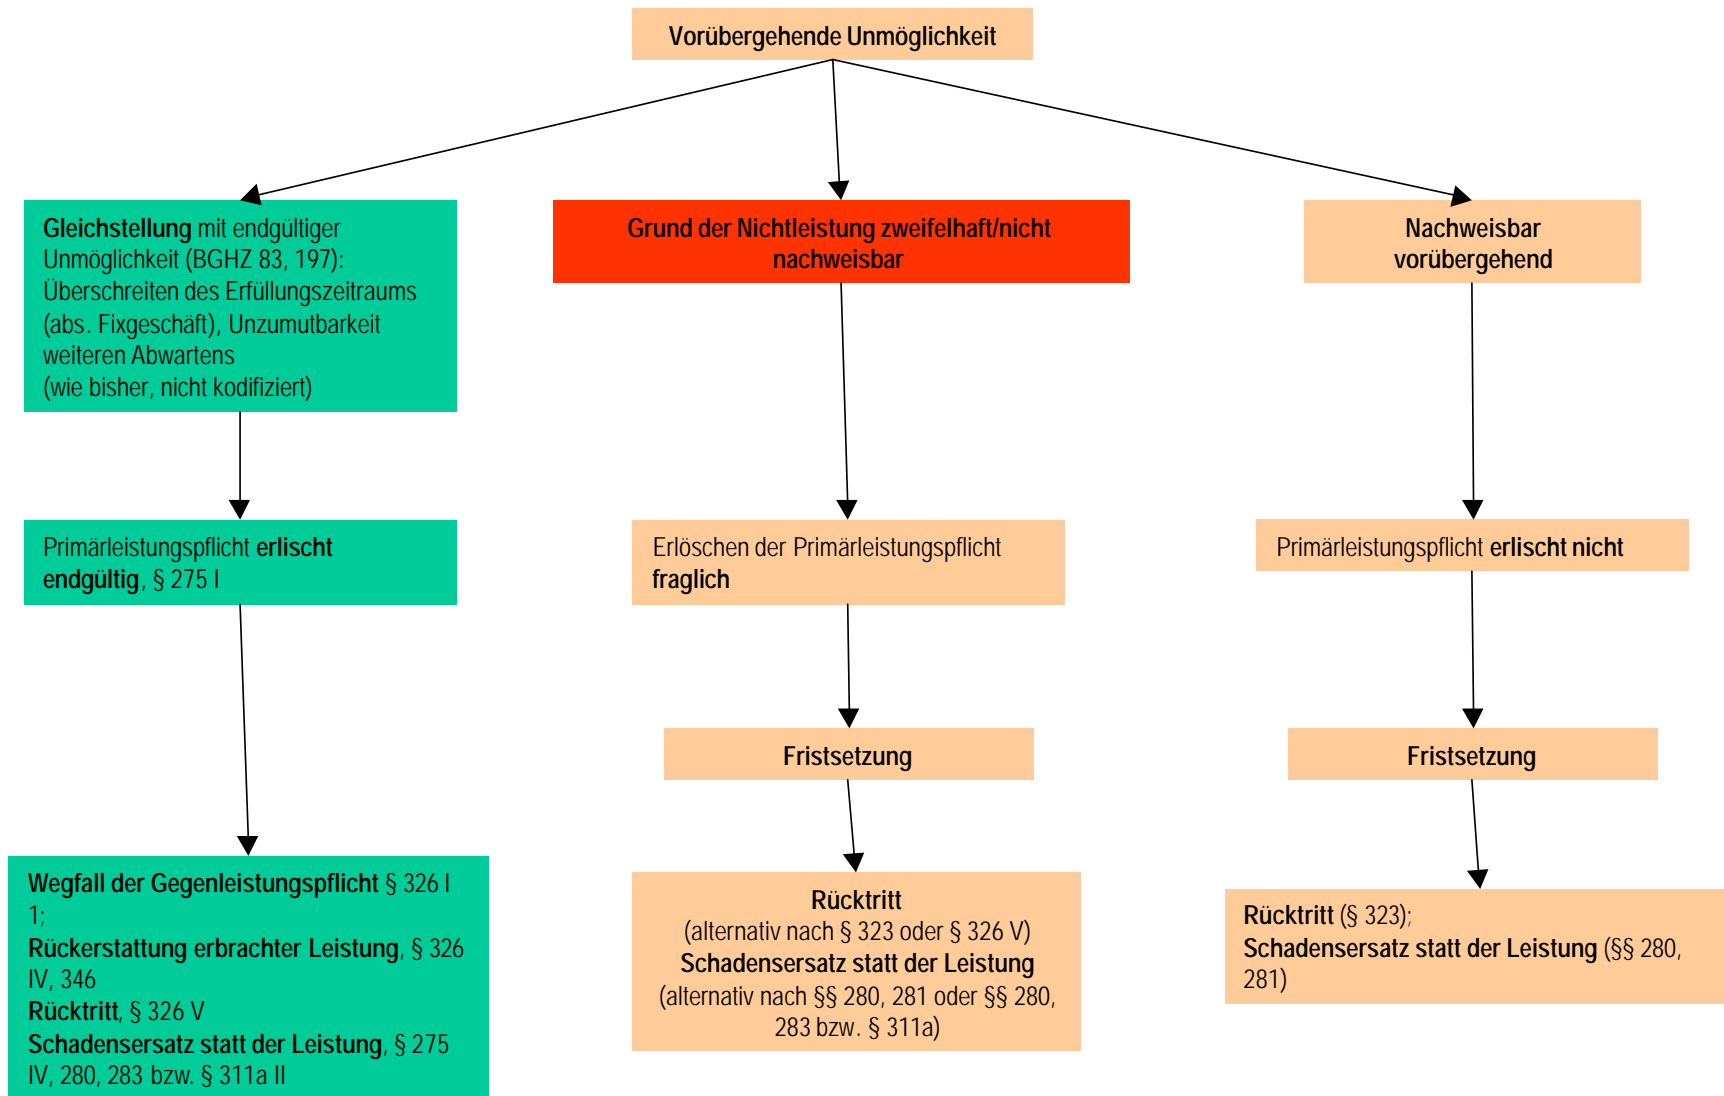 Vorübergehende Unmöglichkeit
Gleichstellung mit endgültiger
Unmöglichkeit (BGHZ 83, 197):
Überschreiten des Erfüllungszeitraums
(abs. Fixgeschäft), Unzumutbarkeit
weiteren Abwartens
(wie bisher, nicht kodifiziert)
Grund der Nichtleistung zweifelhaft/nicht
nachweisbar
Nachweisbar
vorübergehend
Primärleistungspflicht erlischt
endgültig, § 275 I
Erlöschen der Primärleistungspflicht
fraglich
Primärleistungspflicht erlischt nicht
Fristsetzung
Fristsetzung
Wegfall der Gegenleistungspflicht § 326 I
1;
Rückerstattung erbrachter Leistung, § 326
IV, 346
Rücktritt, § 326 V
Schadensersatz statt der Leistung, § 275
IV, 280, 283 bzw. § 311a II
Rücktritt
(alternativ nach § 323 oder § 326 V)
Schadensersatz statt der Leistung
(alternativ nach §§ 280, 281 oder §§ 280,
283 bzw. § 311a)
Rücktritt (§ 323);
Schadensersatz statt der Leistung (§§ 280,
281)